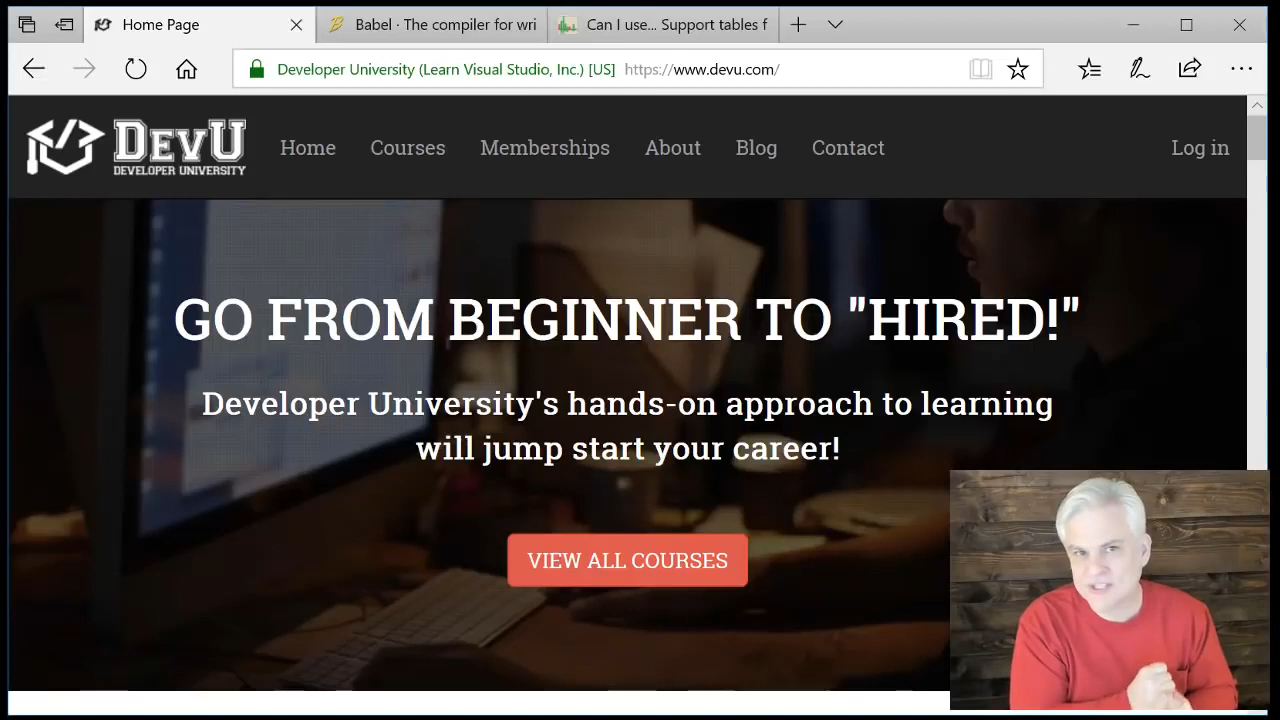 Home Page
Babel · The compiler for wri
Can I use... Support tables f
Developer University (Learn Visual Studio, Inc.) [US] https://www.devu.com/
DEVU
DEVELOPER UNIVERSITY
Home Courses Memberships About Blog Contact Log in
GO FROM BEGINNER TO "HIRED!"
Developer University's hands-on approach to learning
will jump start your career!
VIEW ALL COURSES